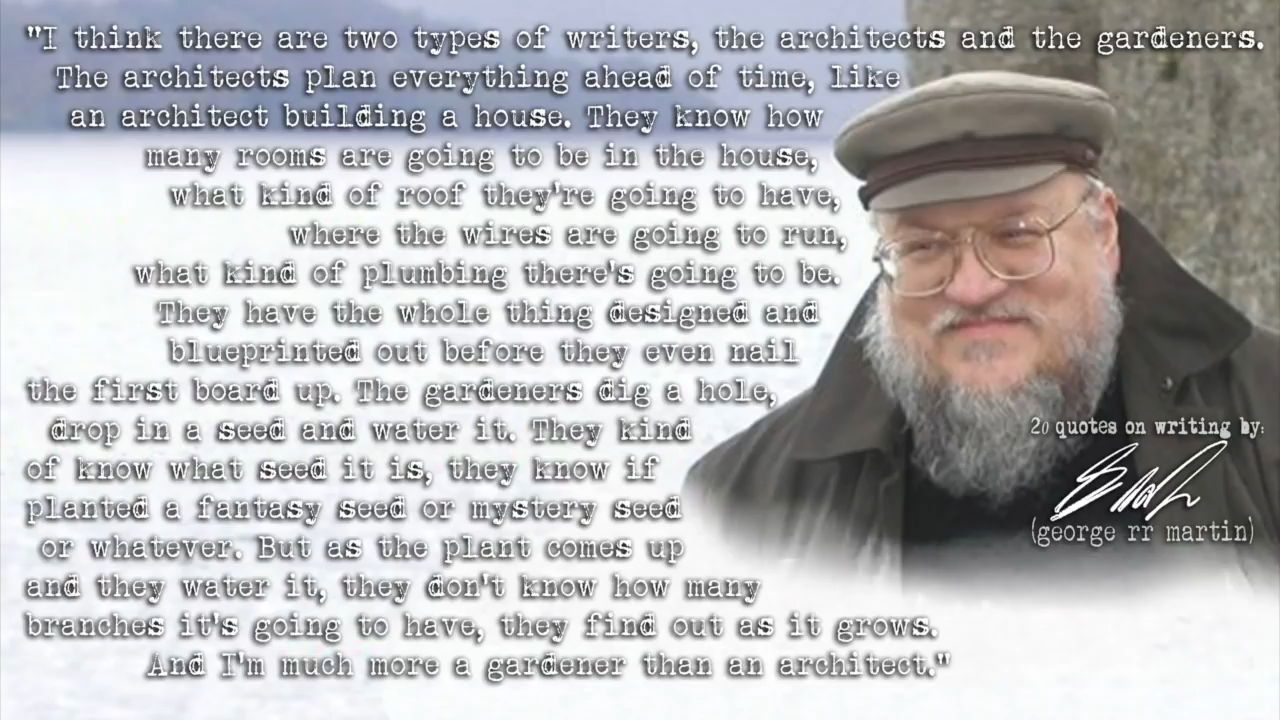 "I think there are two types of writers, the architects and the gardeners.
The architects plan everything ahead of time, like
an architect building a house. They know how
many rooms are going to be in the house,
what kind of roof they're going to have,
where the wires are going to run,
what kind of plumbing there's going to be.
They have the whole thing designed and
blueprinted out before they even nail
the first board up. The gardeners dig a hole,
drop in a seed and water it. They kind
of know what seed it is, they know if
planted a fantasy seed or mystery seed
or whatever. But as the plant comes up
and they water it, they don't know how many
branches it's going to have, they find out as it grows.
And I'm much more a gardener than an architect."
20 quotes on writing by:
(george rr martin)